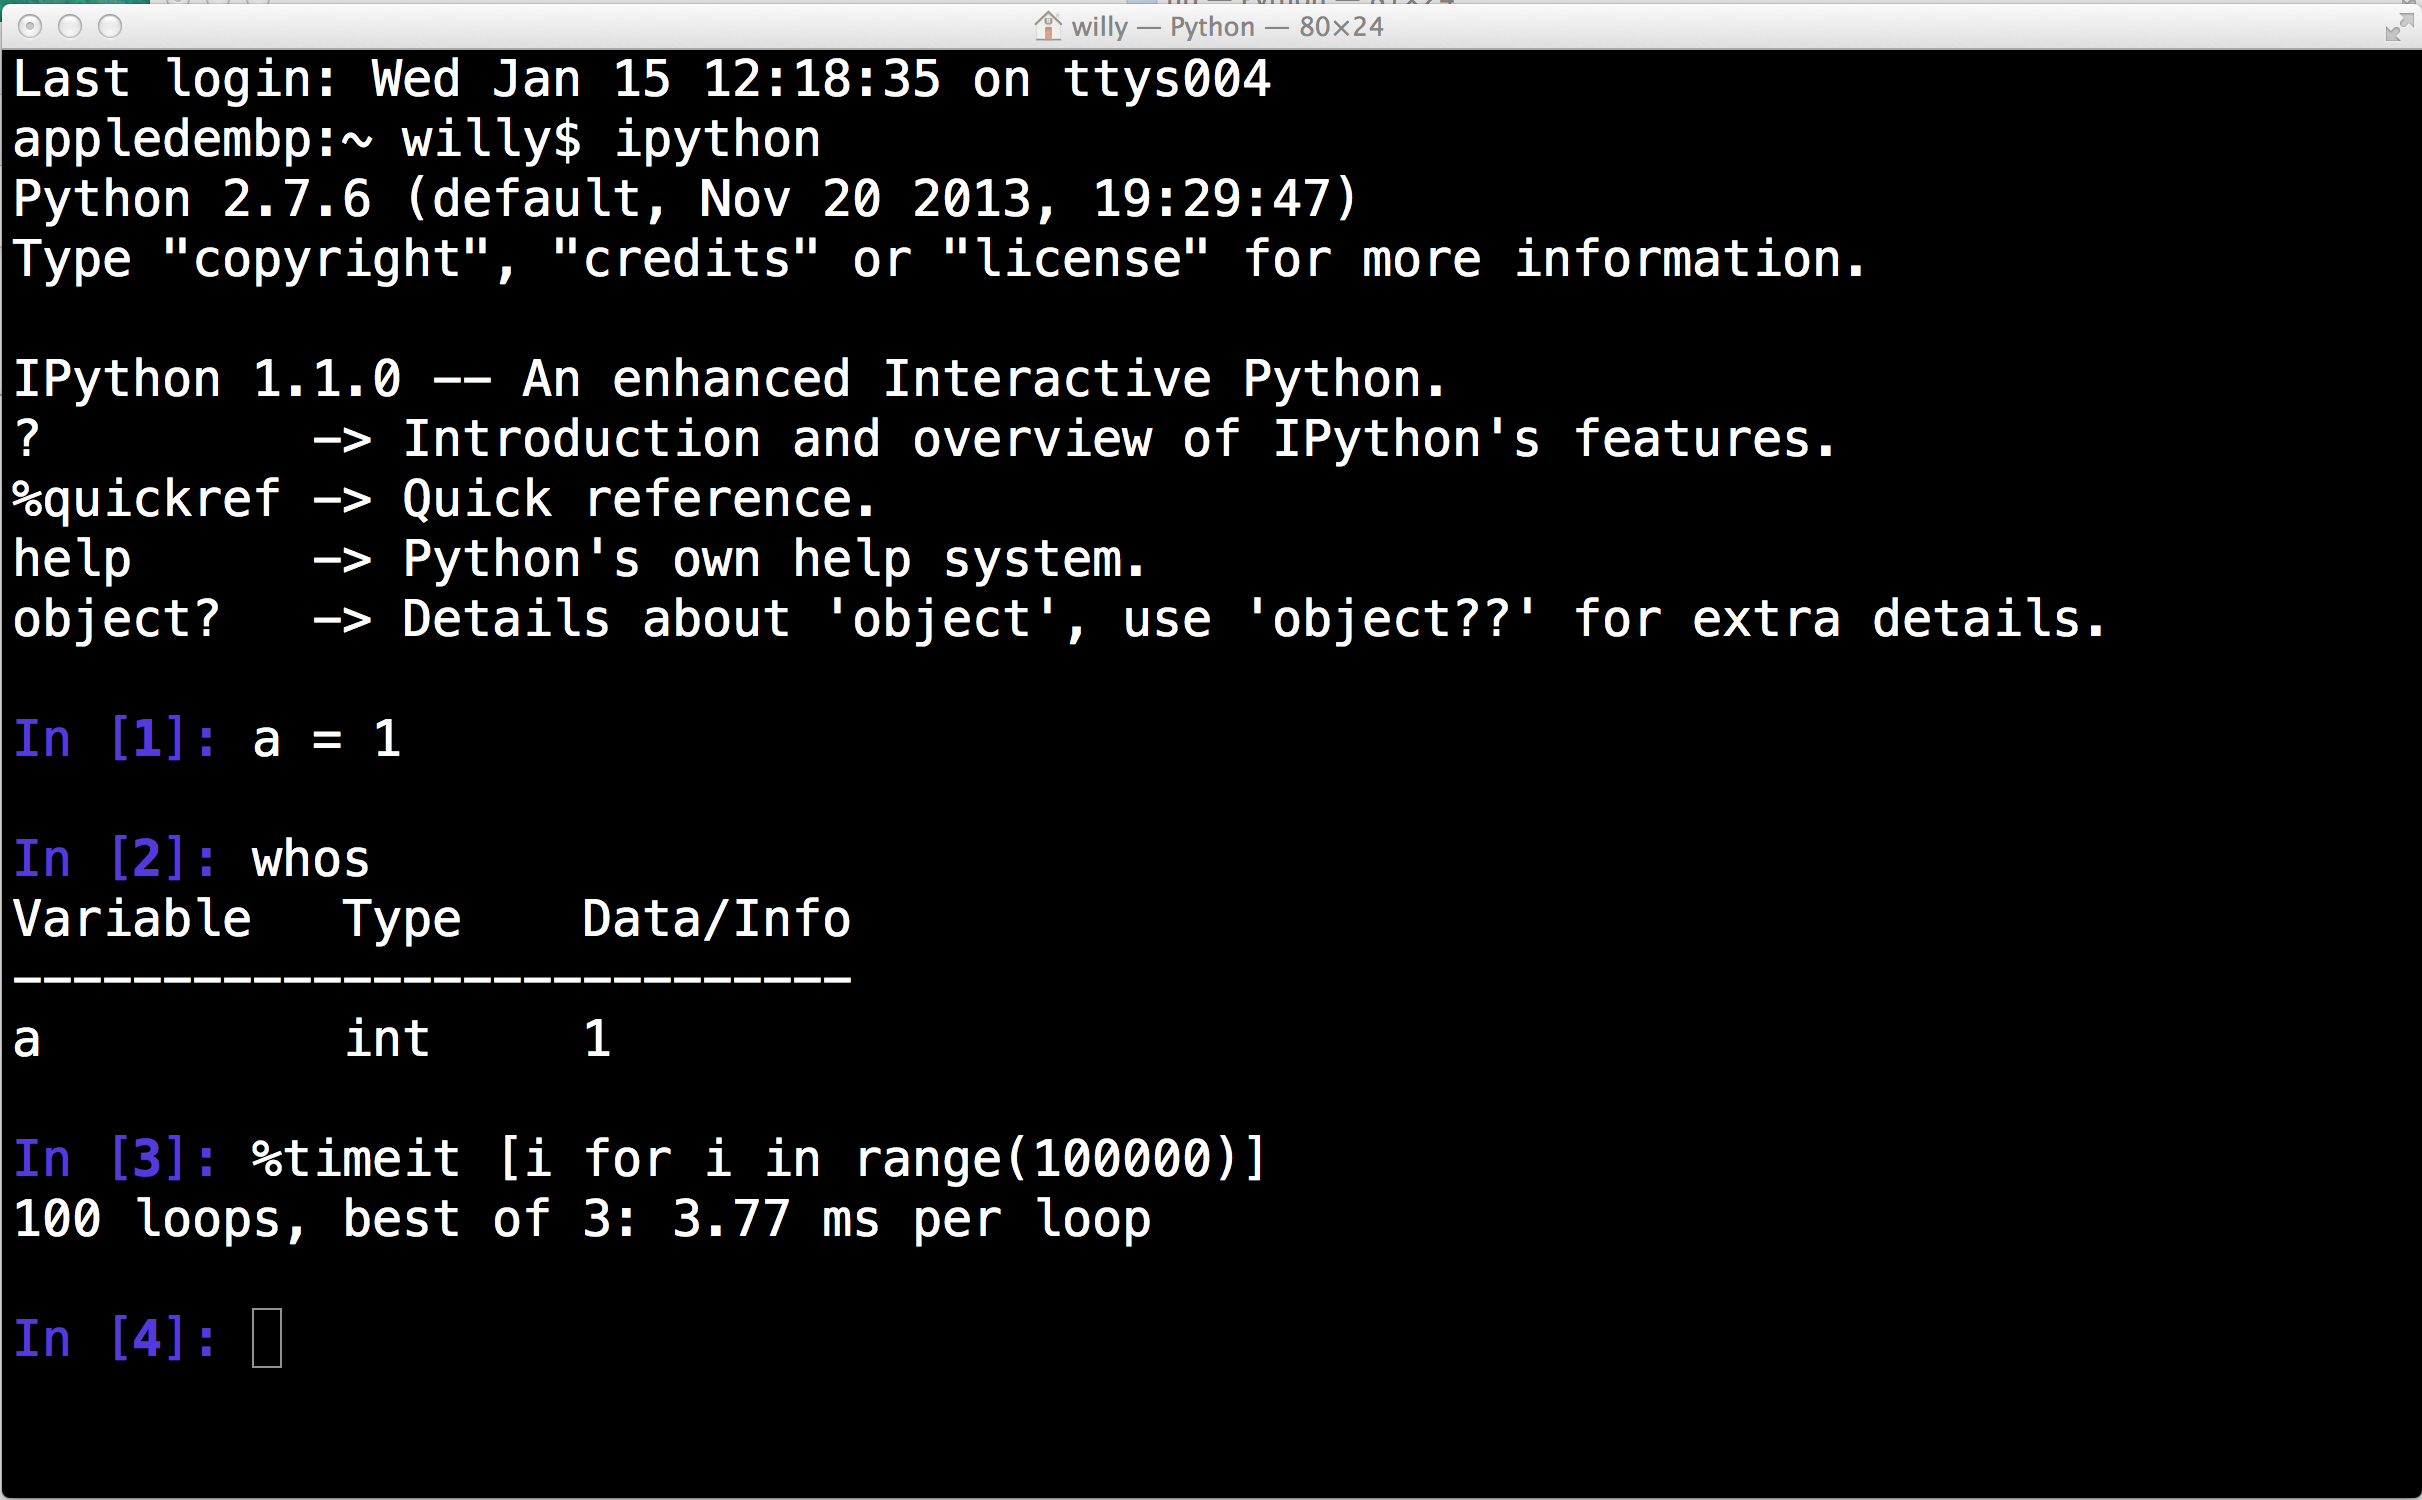 willy — Python — 80×24
Last login: Wed Jan 15 12:18:35 on ttys004
appledembp:~ willy$ ipython
Python 2.7.6 (default, Nov 20 2013, 19:29:47)
Type "copyright", "credits" or "license" for more information.
IPython 1.1.0 -- An enhanced Interactive Python.
?         -> Introduction and overview of IPython's features.
%quickref -> Quick reference.
help      -> Python's own help system.
object?   -> Details about 'object', use 'object??' for extra details.
In [1]: a = 1
In [2]: whos
Variable   Type    Data/Info
----------------------------
a          int     1
In [3]: %timeit [i for i in range(100000)]
100 loops, best of 3: 3.77 ms per loop
In [4]: